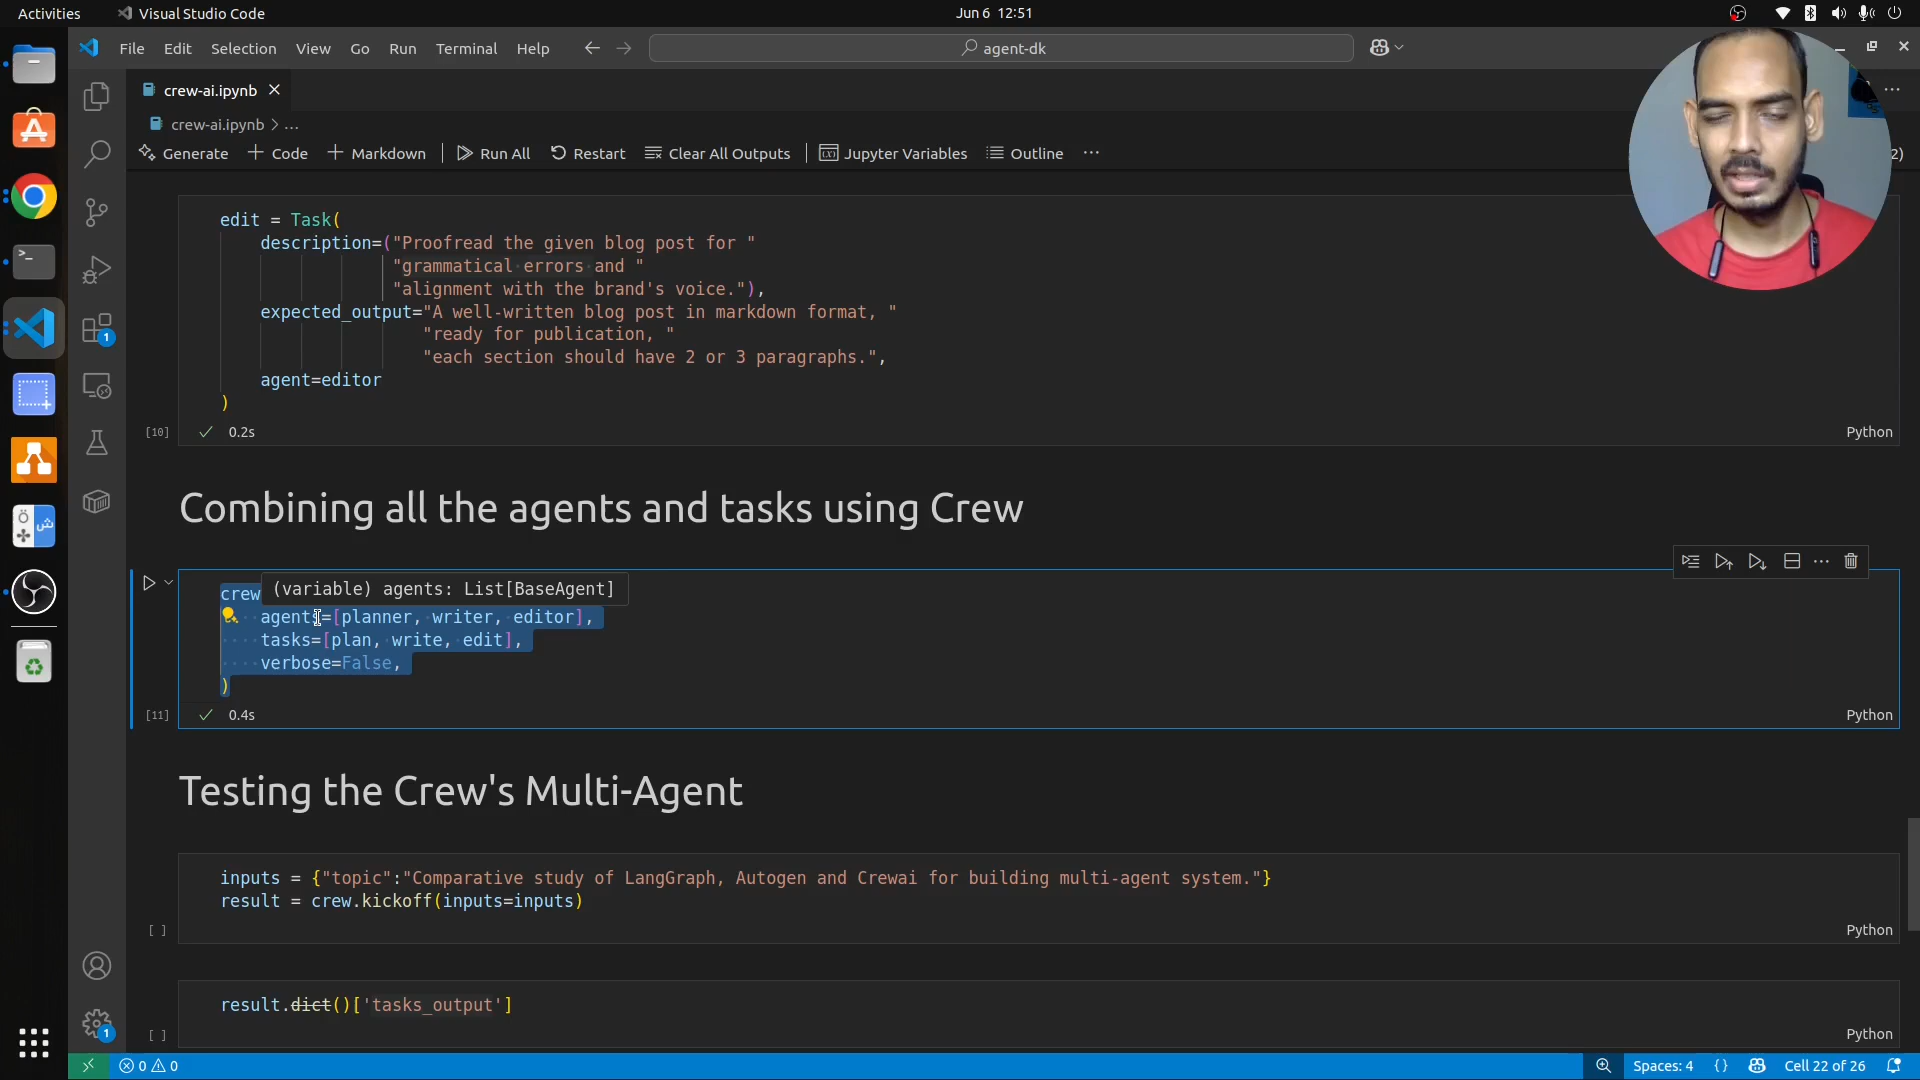 Activities
Visual Studio Code
Jun 6 12:51
File Edit Selection View Go Run Terminal Help
agent-dk
crew-ai.ipynb
crew-ai.ipynb > ...
Generate + Code + Markdown Run All Restart Clear All Outputs Jupyter Variables Outline ...
2)
edit = Task(
description=("Proofread the given blog post for "
"grammatical errors and "
"alignment with the brand's voice."),
expected_output="A well-written blog post in markdown format, "
"ready for publication, "
"each section should have 2 or 3 paragraphs.",
agent=editor
)
[10] 0.2s Python
Combining all the agents and tasks using Crew
crew
(variable) agents: List[BaseAgent]
agents=[planner, writer, editor],
tasks=[plan, write, edit],
verbose=False,
)
[11] 0.4s Python
Testing the Crew's Multi-Agent
inputs = {"topic":"Comparative study of LangGraph, Autogen and Crewai for building multi-agent system."}
result = crew.kickoff(inputs=inputs)
[ ] Python
result.dict()['tasks_output']
[ ] Python
1
1
0 0
Spaces: 4 {} Cell 22 of 26